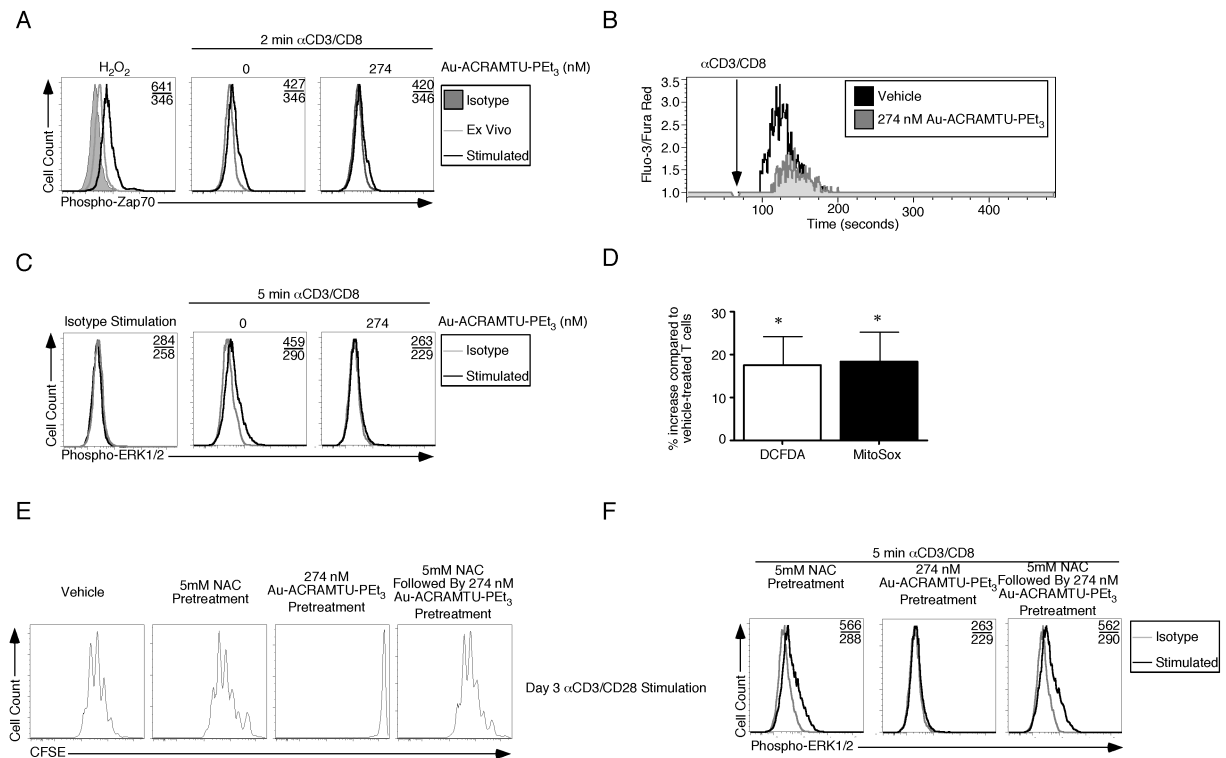 A
2 min αCD3/CD8
H2O2
0
274
Au-ACRAMTU-PEt3 (nM)
641
346
427
346
420
346
Isotype
Ex Vivo
Stimulated
Cell Count
Phospho-Zap70
B
αCD3/CD8
Vehicle
274 nM Au-ACRAMTU-PEt3
Fluo-3/Fura Red
3.5
3.0
2.5
2.0
1.5
1.0
100
200
300
400
Time (seconds)
C
5 min αCD3/CD8
Isotype Stimulation
0
274
Au-ACRAMTU-PEt3 (nM)
284
258
459
290
263
229
Isotype
Stimulated
Cell Count
Phospho-ERK1/2
D
% increase compared to
vehicle-treated T cells
30
20
10
0
*
*
DCFDA
MitoSox
E
Vehicle
5mM NAC
Pretreatment
274 nM
Au-ACRAMTU-PEt3
Pretreatment
5mM NAC
Followed By 274 nM
Au-ACRAMTU-PEt3
Pretreatment
Cell Count
CFSE
Day 3 αCD3/CD28 Stimulation
F
5 min αCD3/CD8
5mM NAC
Pretreatment
274 nM
Au-ACRAMTU-PEt3
Pretreatment
5mM NAC
Followed By 274 nM
Au-ACRAMTU-PEt3
Pretreatment
566
288
263
229
562
290
Isotype
Stimulated
Cell Count
Phospho-ERK1/2